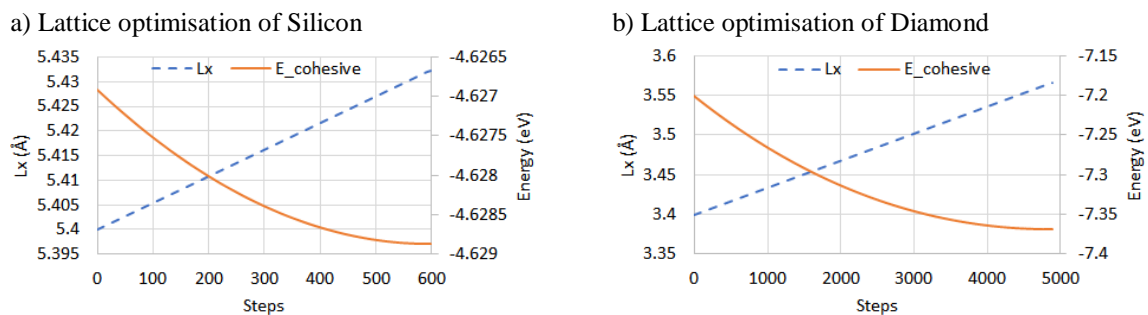 a) Lattice optimisation of Silicon
5.435
5.43
5.425
5.42
5.415
5.41
5.405
5.4
5.395
Lx (Å)
Lx
E_cohesive
-4.6265
-4.627
-4.6275
-4.628
-4.6285
-4.629
Energy (eV)
0 100 200 300 400 500 600
Steps
b) Lattice optimisation of Diamond
3.6
3.55
3.5
3.45
3.4
3.35
Lx (Å)
Lx
E_cohesive
-7.15
-7.2
-7.25
-7.3
-7.35
-7.4
Energy (eV)
0 1000 2000 3000 4000 5000
Steps